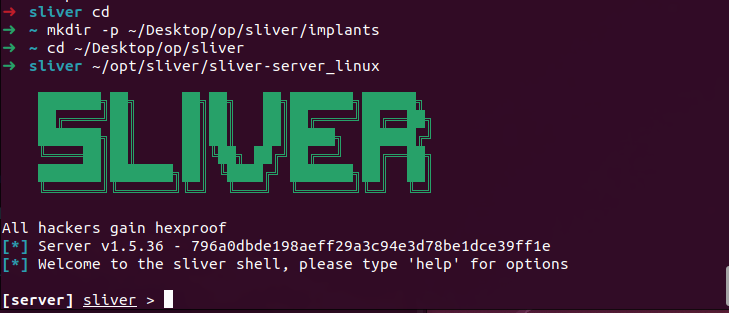 ➜ sliver cd
➜ ~ mkdir -p ~/Desktop/op/sliver/implants
➜ ~ cd ~/Desktop/op/sliver
➜ sliver ~/opt/sliver/sliver-server_linux
SLIVER
All hackers gain hexproof
[*] Server v1.5.36 - 796a0dbde198aeff29a3c94e3d78be1dce39ff1e
[*] Welcome to the sliver shell, please type 'help' for options
[server] sliver >